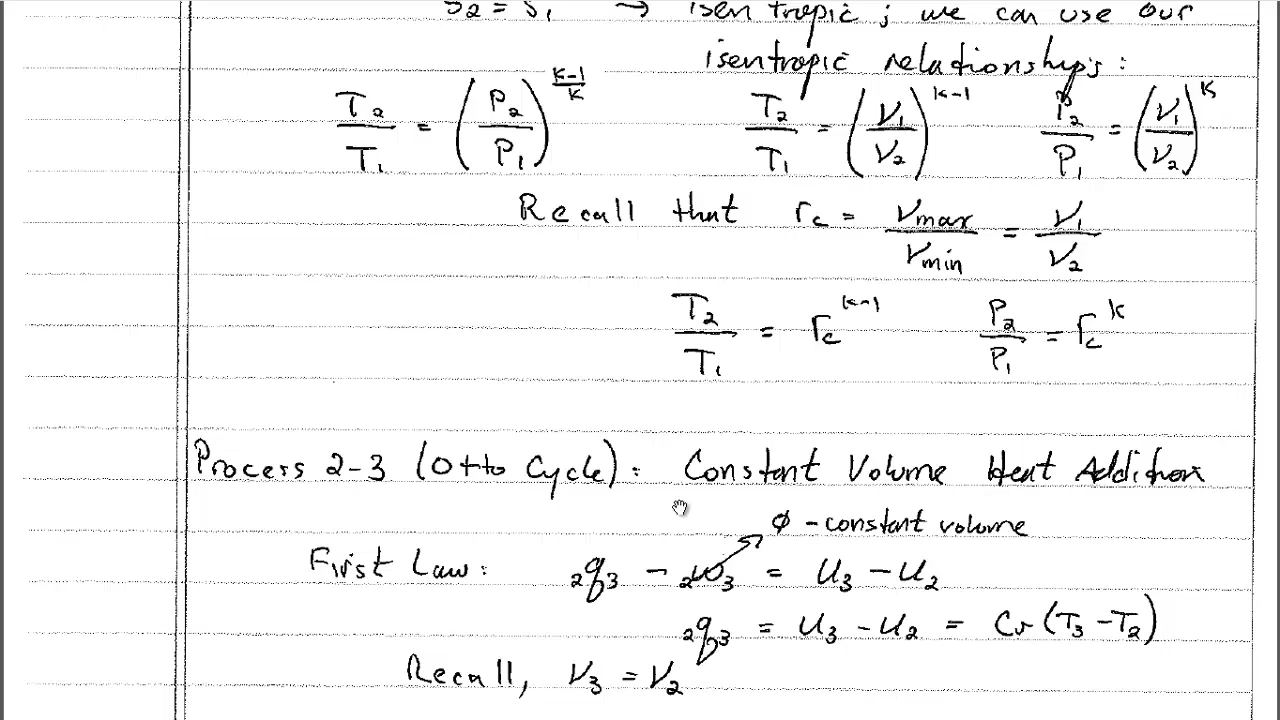 S2 = S1 → isentropic ; we can use our
isentropic relationships :
T2/T1 = (P2/P1)^((k-1)/k)   T2/T1 = (V1/V2)^(k-1)   P2/P1 = (V1/V2)^k
Recall that rc = Vmax/Vmin = V1/V2
T2/T1 = rc^(k-1)   P2/P1 = rc^k
Process 2-3 (Otto Cycle) : Constant Volume Heat Addition
ϕ - constant volume
First Law : 2q3 - 2w3 = u3 - u2
2q3 = u3 - u2 = Cv (T3 - T2)
Recall, V3 = V2